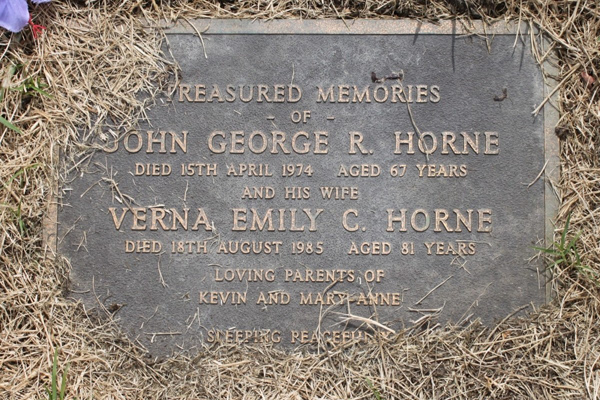 TREASURED MEMORIES
- OF -
JOHN GEORGE R. HORNE
DIED 15TH APRIL 1974 AGED 67 YEARS
AND HIS WIFE
VERNA EMILY C. HORNE
DIED 18TH AUGUST 1985 AGED 81 YEARS
LOVING PARENTS OF
KEVIN AND MARY-ANNE
SLEEPING